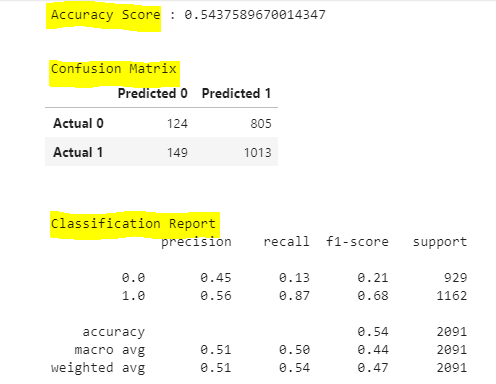 Accuracy Score : 0.5437589670014347
Confusion Matrix
Predicted 0 Predicted 1
Actual 0 124 805
Actual 1 149 1013
Classification Report
precision recall f1-score support
0.0 0.45 0.13 0.21 929
1.0 0.56 0.87 0.68 1162
accuracy 0.54 2091
macro avg 0.51 0.50 0.44 2091
weighted avg 0.51 0.54 0.47 2091